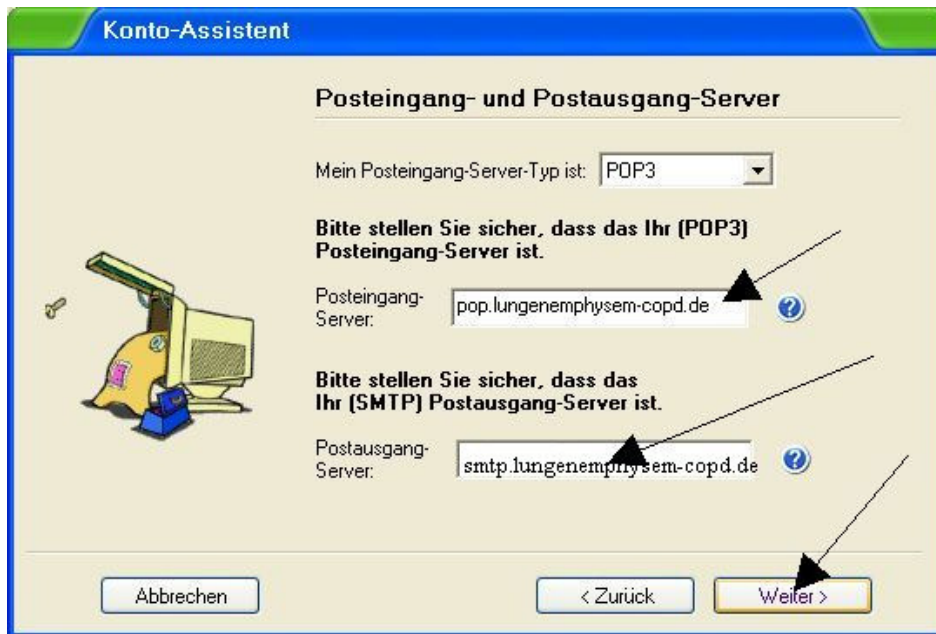 Konto-Assistent
Posteingang- und Postausgang-Server
Mein Posteingang-Server-Typ ist: POP3
Bitte stellen Sie sicher, dass das Ihr (POP3)
Posteingang-Server ist.
Posteingang-
Server: pop.lungenemphysem-copd.de
Bitte stellen Sie sicher, dass das
Ihr (SMTP) Postausgang-Server ist.
Postausgang-
Server: smtp.lungenemphysem-copd.de
Abbrechen < Zurück Weiter >